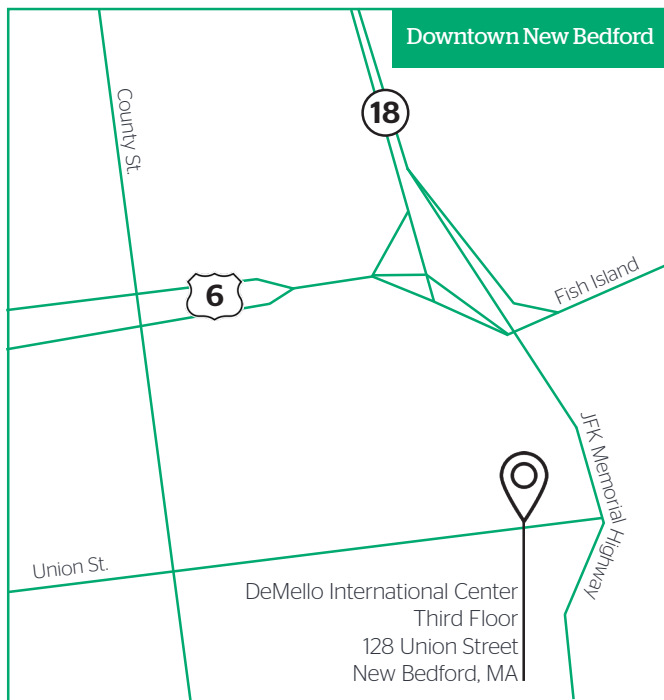 Downtown New Bedford
County St.
18
6
Fish Island
JFK Memorial Highway
Union St.
DeMello International Center
Third Floor
128 Union Street
New Bedford, MA